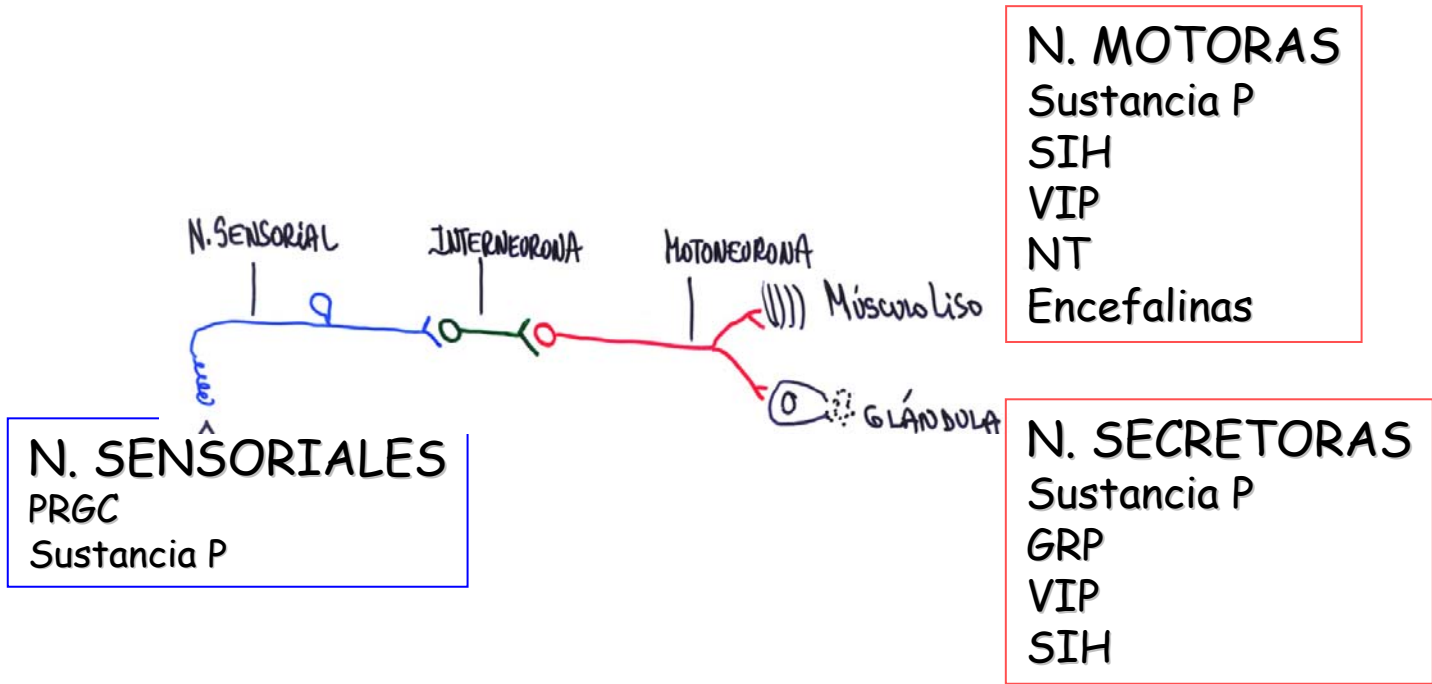 N. MOTORAS
Sustancia P
SIH
VIP
NT
Encefalinas
N. SENSORIAL
INTERNEURONA
MOTONEURONA
Músculo Liso
GLÁNDULA
N. SENSORIALES
PRGC
Sustancia P
N. SECRETORAS
Sustancia P
GRP
VIP
SIH